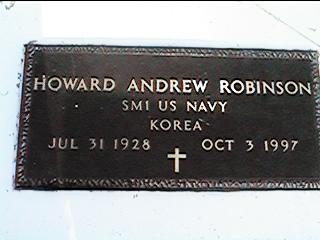 HOWARD ANDREW ROBINSON
SM1 US NAVY
KOREA
JUL 31 1928 OCT 3 1997